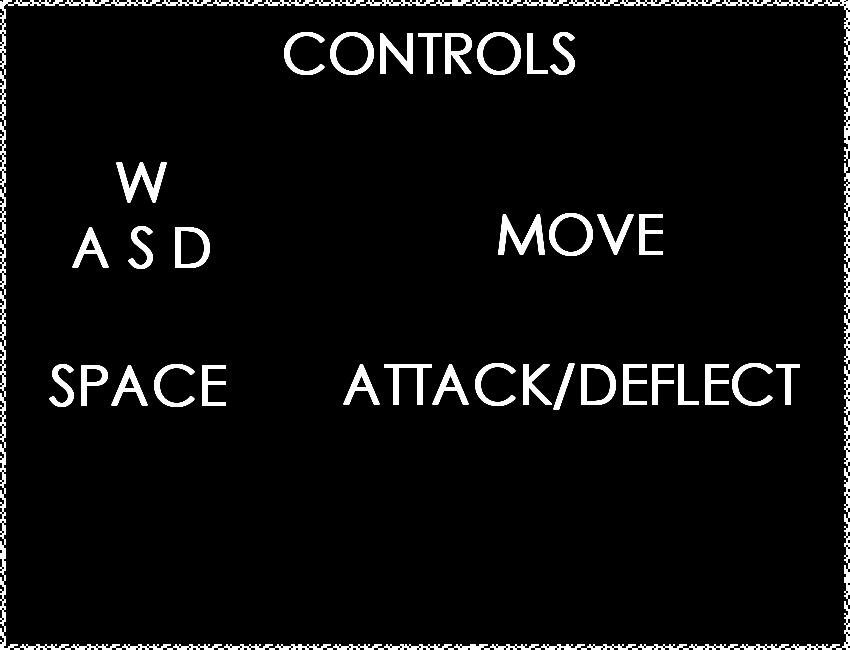 CONTROLS
W
A S D
MOVE
SPACE
ATTACK/DEFLECT